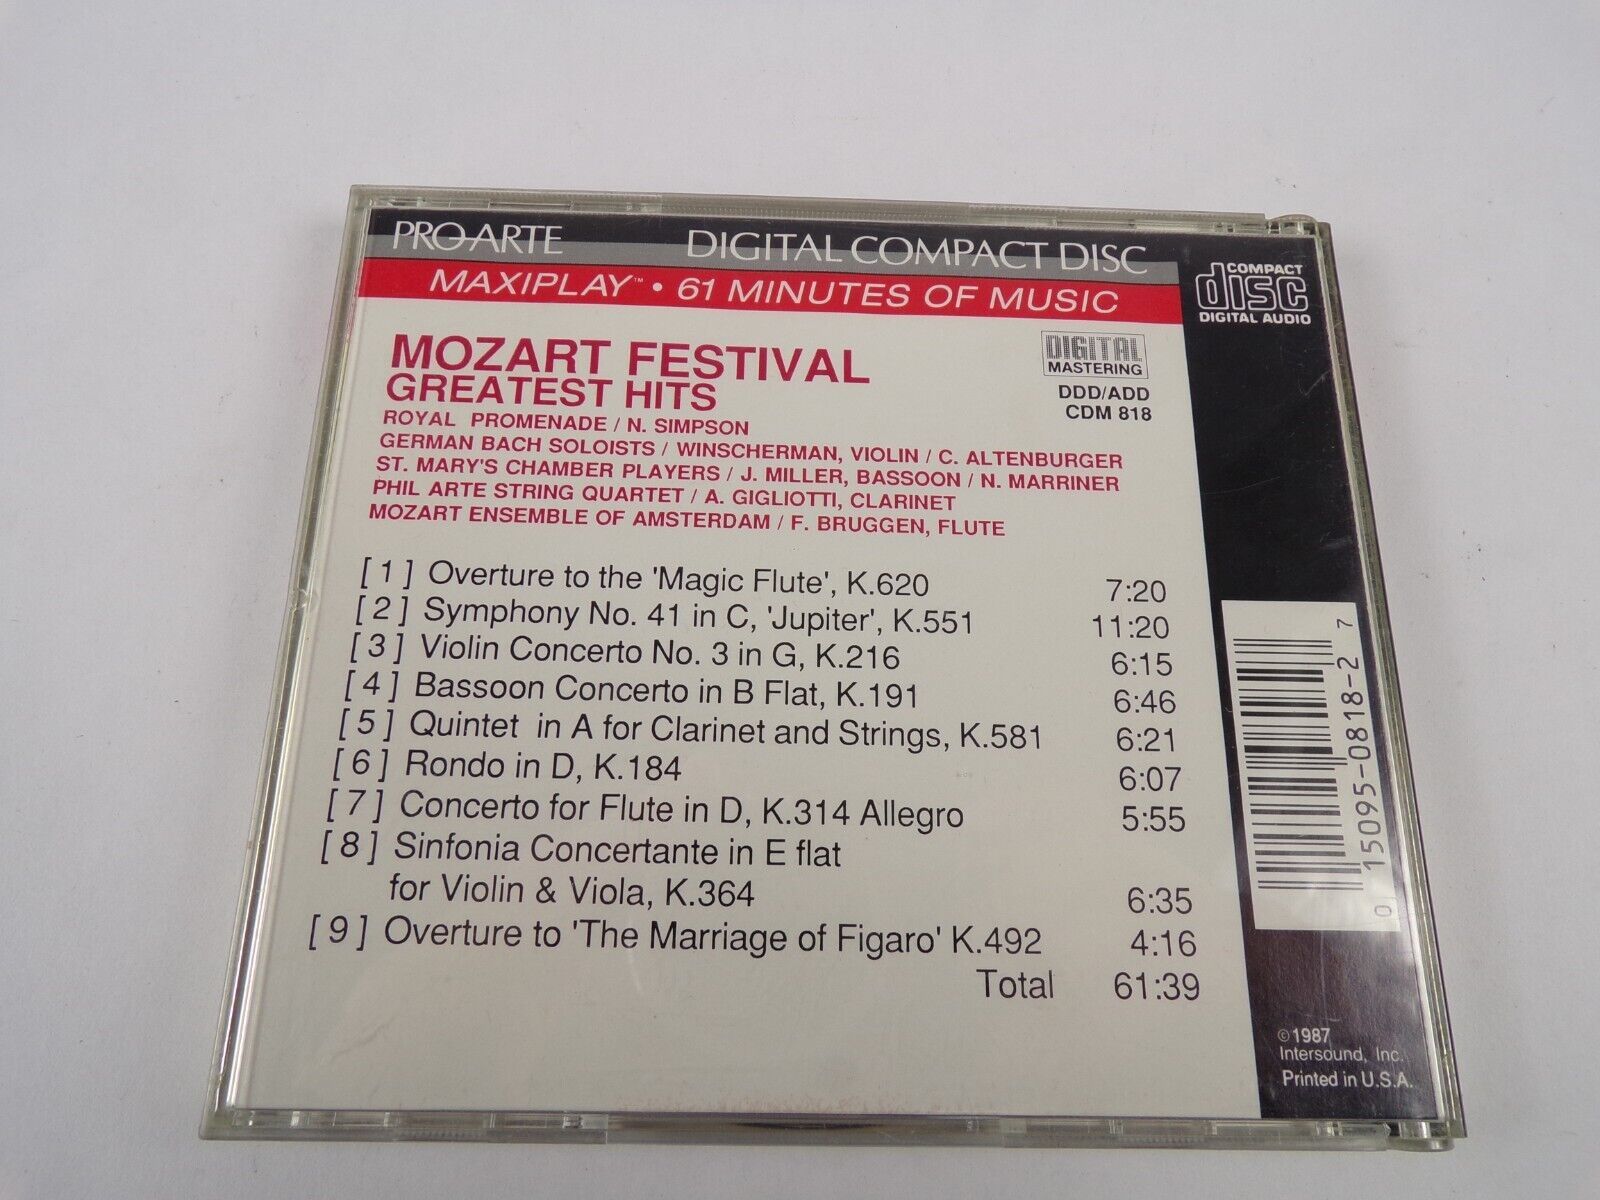 PRO-ARTE DIGITAL COMPACT DISC
MAXIPLAY™ • 61 MINUTES OF MUSIC
COMPACT
disc
DIGITAL AUDIO
MOZART FESTIVAL
GREATEST HITS
DIGITAL
MASTERING
DDD/ADD
CDM 818
ROYAL PROMENADE / N. SIMPSON
GERMAN BACH SOLOISTS / WINSCHERMAN, VIOLIN / C. ALTENBURGER
ST. MARY'S CHAMBER PLAYERS / J. MILLER, BASSOON / N. MARRINER
PHIL ARTE STRING QUARTET / A. GIGLIOTTI, CLARINET
MOZART ENSEMBLE OF AMSTERDAM / F. BRUGGEN, FLUTE
[ 1 ] Overture to the 'Magic Flute', K.620 7:20
[ 2 ] Symphony No. 41 in C, 'Jupiter', K.551 11:20
[ 3 ] Violin Concerto No. 3 in G, K.216 6:15
[ 4 ] Bassoon Concerto in B Flat, K.191 6:46
[ 5 ] Quintet in A for Clarinet and Strings, K.581 6:21
[ 6 ] Rondo in D, K.184 6:07
[ 7 ] Concerto for Flute in D, K.314 Allegro 5:55
[ 8 ] Sinfonia Concertante in E flat
for Violin & Viola, K.364 6:35
[ 9 ] Overture to 'The Marriage of Figaro' K.492 4:16
Total 61:39
0 15095-0818-2 7
©1987
Intersound, Inc.
Printed in U.S.A.